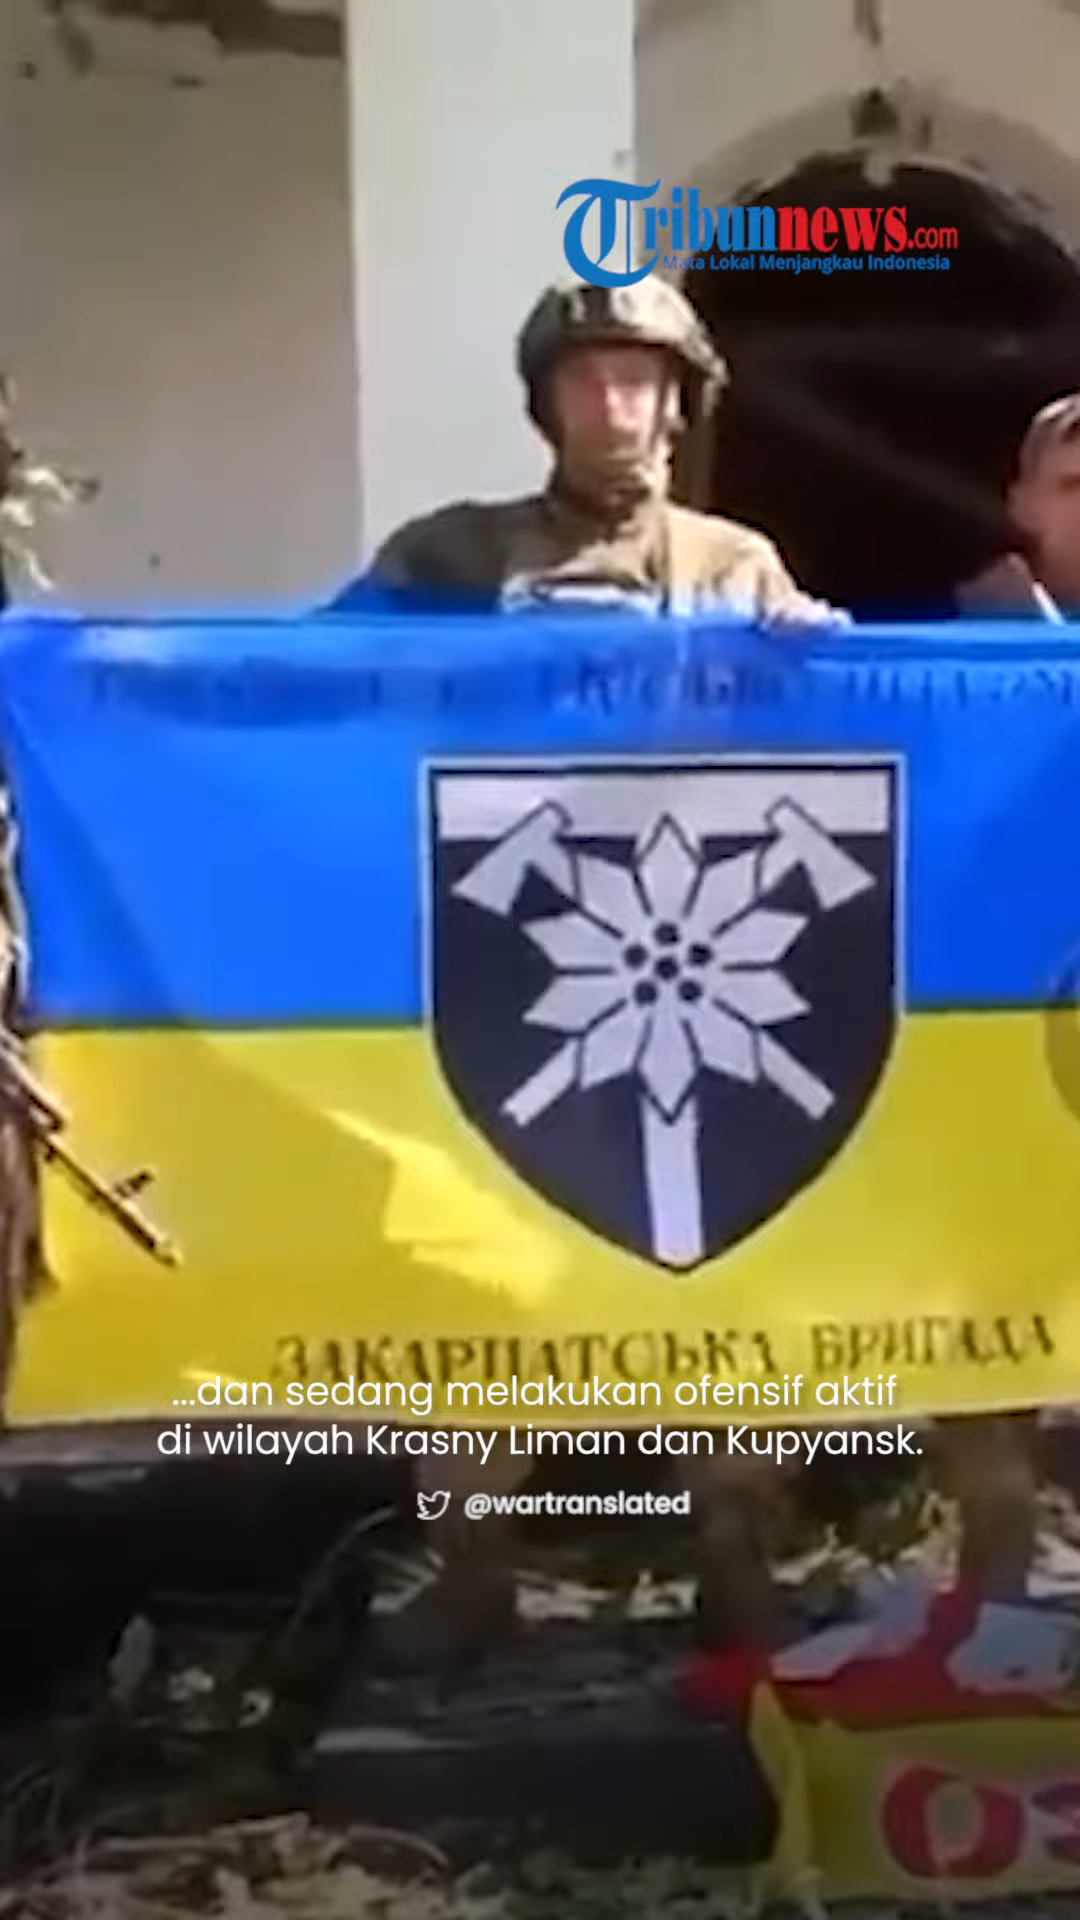 Tribunnews.com
Mata Lokal Menjangkau Indonesia
ЗАКАРПАТСЬКА БРИГАДА
...dan sedang melakukan ofensif aktif
di wilayah Krasny Liman dan Kupyansk.
@wartranslated